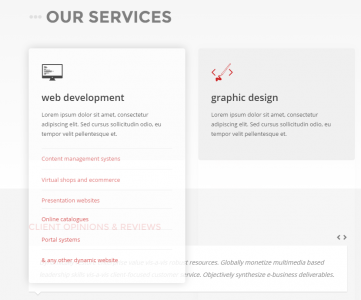 OUR SERVICES
web development
Lorem ipsum dolor sit amet, consectetur
adipiscing elit. Sed cursus sollicitudin odio, eu
tempor velit pellentesque et.
Content management systens
Virtual shops and ecommerce
Presentation websites
Online catalogues
Portal systems
& any other dynamic website
graphic design
Lorem ipsum dolor sit amet, consectetur
adipiscing elit. Sed cursus sollicitudin odio, eu
tempor velit pellentesque et.
CLIENT OPINIONS & REVIEWS
resources. Globally monetize multimedia based
service. Objectively synthesize e-business deliverables.